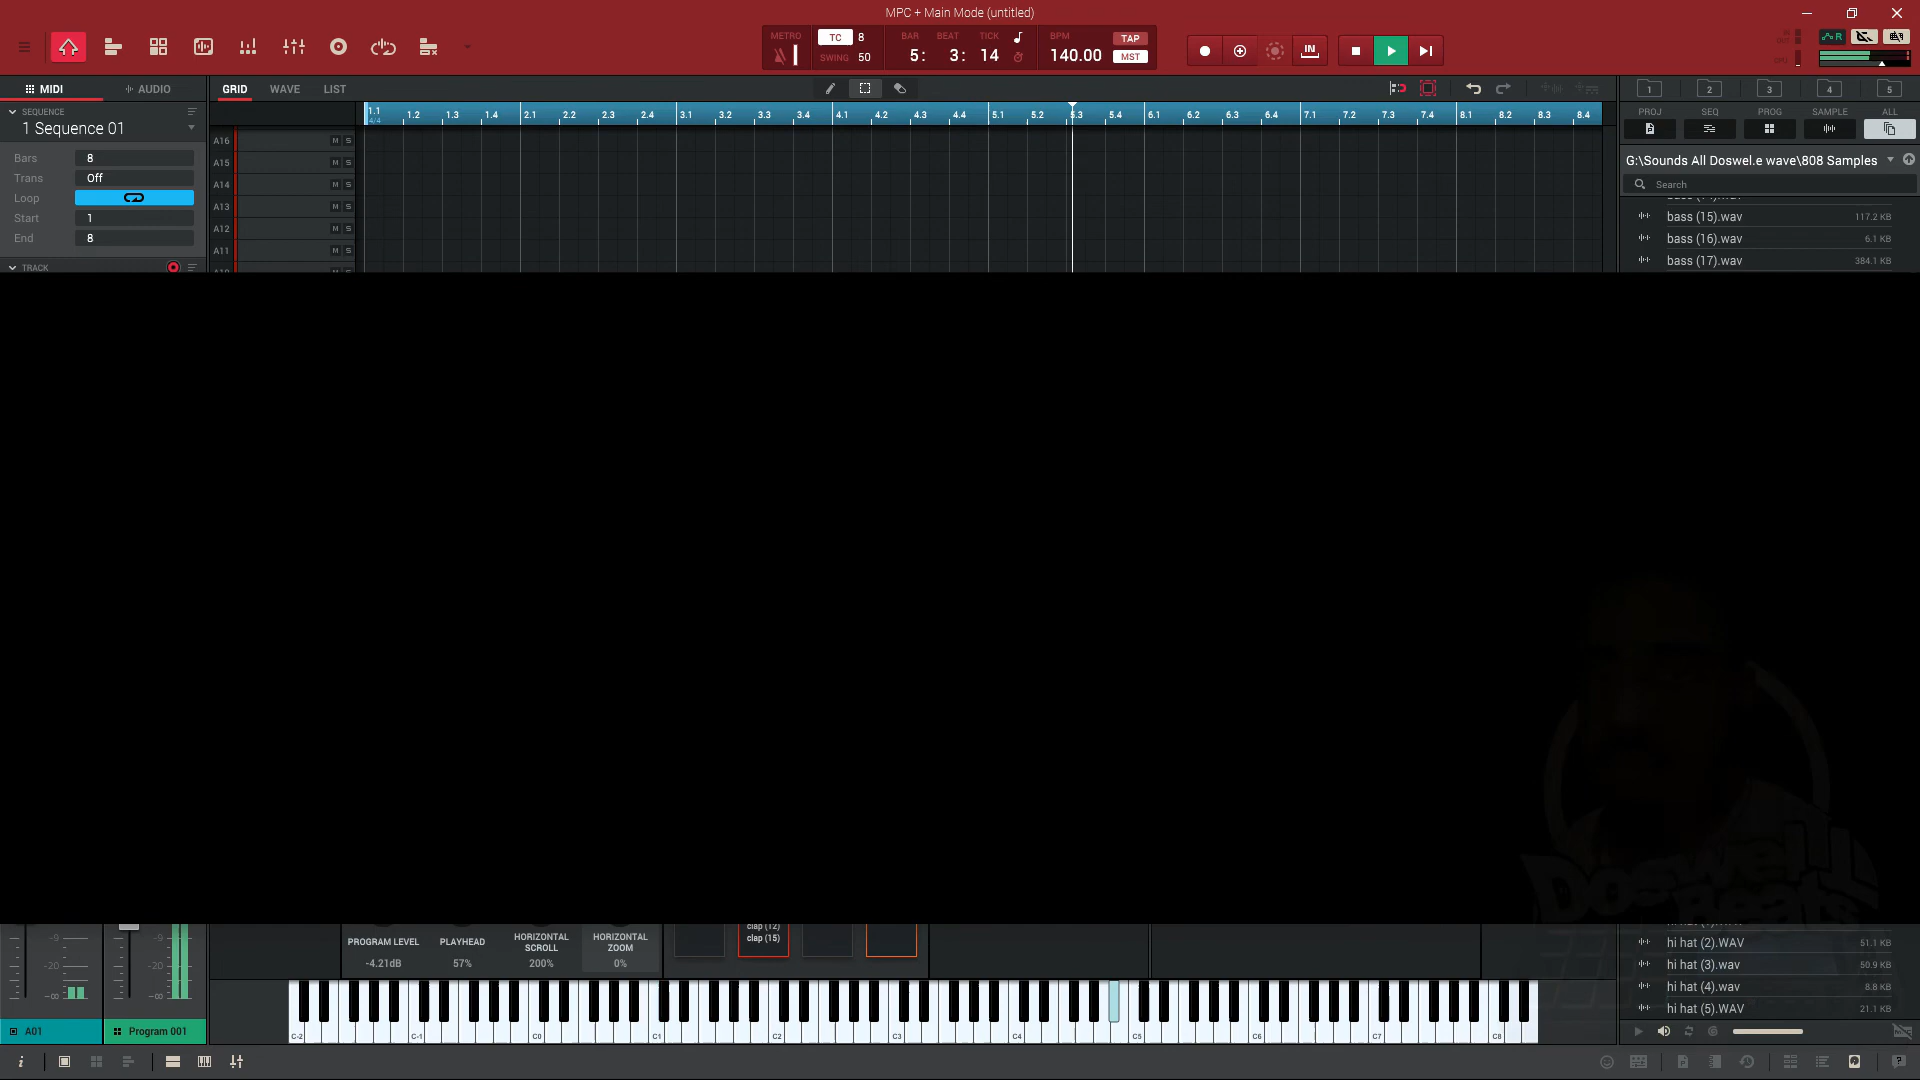 MPC + Main Mode (untitled)
METRO TC 8 BAR BEAT TICK BPM TAP
SWING 50 5: 3: 14 140.00 MST
IN
R
MIDI AUDIO GRID WAVE LIST 1 2 3 4 5
PROJ SEQ PROG SAMPLE ALL
SEQUENCE
1 Sequence 01
1.1 1.2 1.3 1.4 2.1 2.2 2.3 2.4 3.1 3.2 3.3 3.4 4.1 4.2 4.3 4.4 5.1 5.2 5.3 5.4 6.1 6.2 6.3 6.4 7.1 7.2 7.3 7.4 8.1 8.2 8.3 8.4
4/4
Bars 8
Trans Off
Loop
Start 1
End 8
TRACK
A16 M S
A15 M S
A14 M S
A13 M S
A12 M S
A11 M S
G:\Sounds All Doswel.e wave\808 Samples
Search
bass (15).wav 117.2 KB
bass (16).wav 6.1 KB
bass (17).wav 384.1 KB
Doswell
Beats
clap (12)
clap (15)
PROGRAM LEVEL PLAYHEAD HORIZONTAL SCROLL HORIZONTAL ZOOM
-4.21dB 57% 200% 0%
-9 -9
-20 -20
-∞ -∞
hi hat (2).WAV 51.1 KB
hi hat (3).wav 50.9 KB
hi hat (4).wav 8.8 KB
hi hat (5).WAV 21.1 KB
A01 Program 001
C-2 C-1 C0 C1 C2 C3 C4 C5 C6 C7 C8